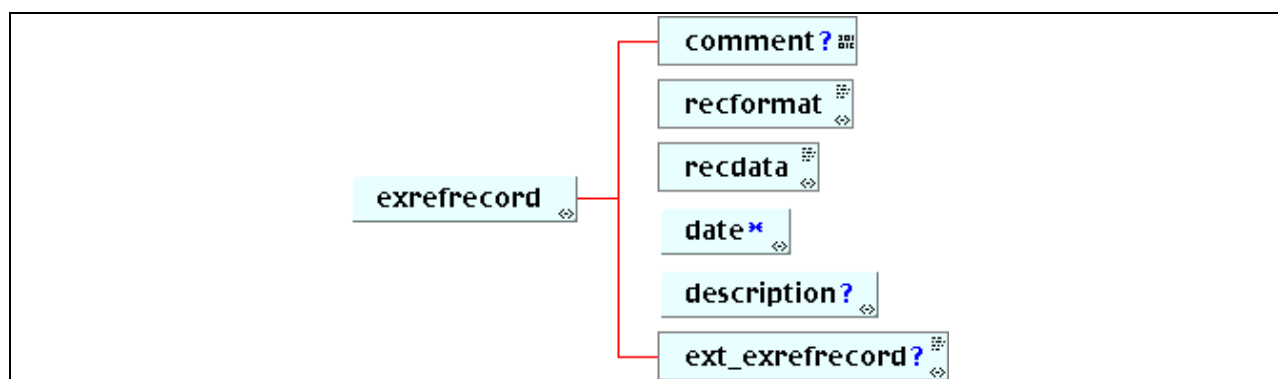 comment?
recformat
recdata
exrefrecord
date*
description?
ext_exrefrecord?